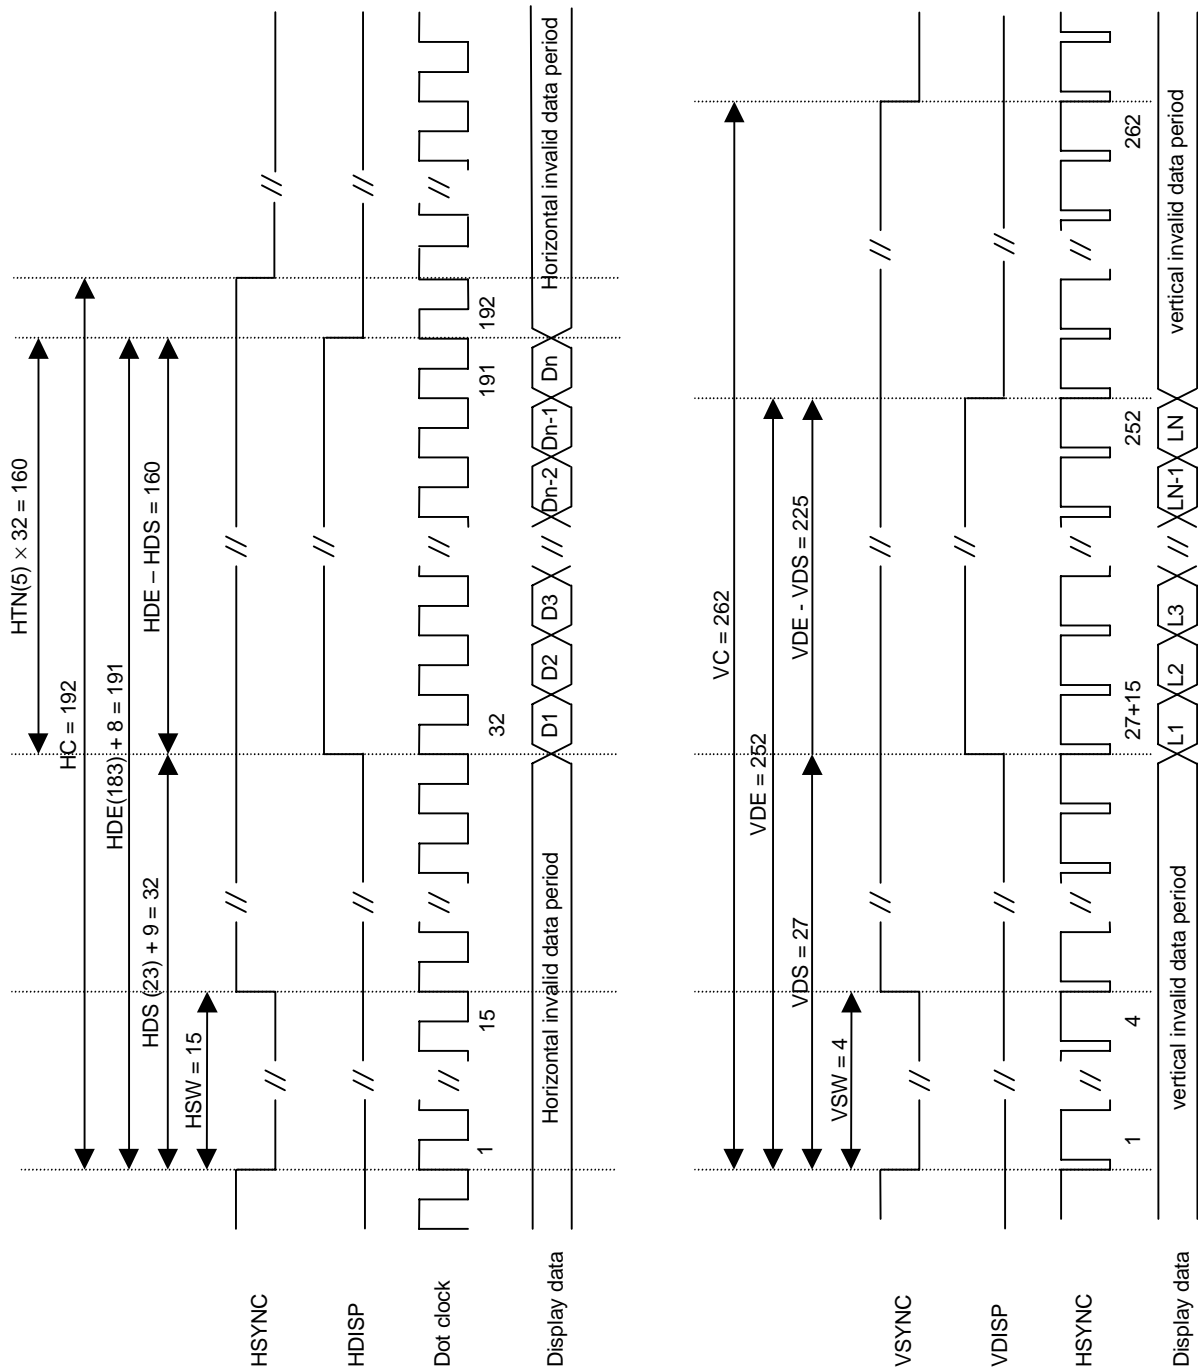 HTN(5) × 32 = 160
HC = 192
HDE(183) + 8 = 191
HDS (23) + 9 = 32
HDE – HDS = 160
HSW = 15
HSYNC
//
//
//
//
HDISP
//
//
//
//
Dot clock
//
//
//
//
1
15
32
191
192
Display data
Horizontal invalid data period
D1
D2
D3
//
Dn-2
Dn-1
Dn
Horizontal invalid data period
VC = 262
VDE = 252
VDS = 27
VDE - VDS = 225
VSW = 4
VSYNC
//
//
//
//
VDISP
//
//
//
//
HSYNC
//
//
//
//
1
4
27+15
252
262
Display data
vertical invalid data period
L1
L2
L3
//
LN-1
LN
vertical invalid data period